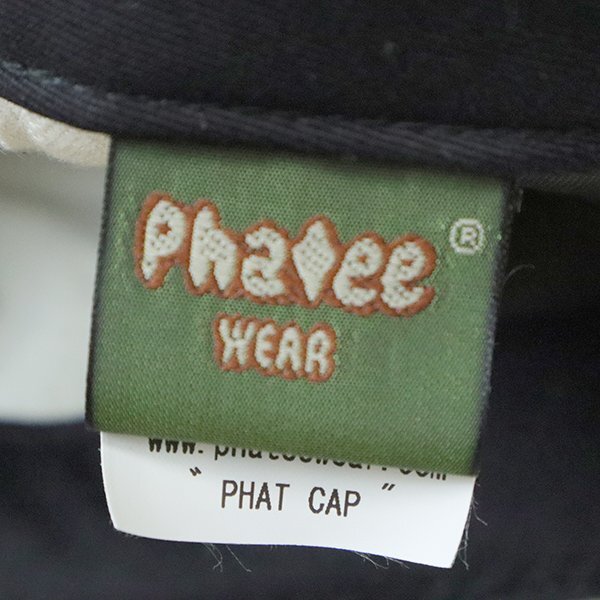 Phatee ®
WEAR
www.phateewear.com
" PHAT CAP "